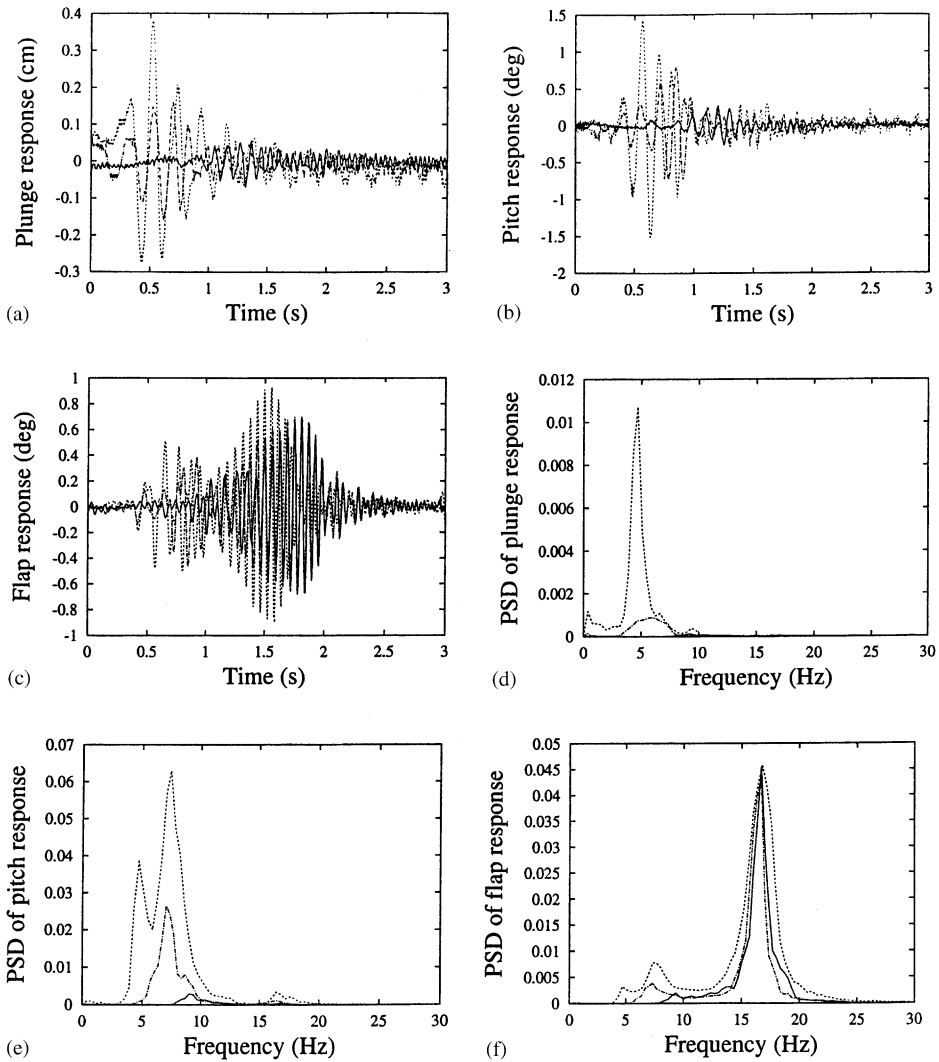 0.4
0.3
0.2
0.1
0
-0.1
-0.2
-0.3
Plunge response (cm)
0 0.5 1 1.5 2 2.5 3
Time (s)
(a)
1.5
1
0.5
0
-0.5
-1
-1.5
-2
Pitch response (deg)
0 0.5 1 1.5 2 2.5 3
Time (s)
(b)
1
0.8
0.6
0.4
0.2
0
-0.2
-0.4
-0.6
-0.8
-1
Flap response (deg)
0 0.5 1 1.5 2 2.5 3
Time (s)
(c)
0.012
0.01
0.008
0.006
0.004
0.002
0
PSD of plunge response
0 5 10 15 20 25 30
Frequency (Hz)
(d)
0.07
0.06
0.05
0.04
0.03
0.02
0.01
0
PSD of pitch response
0 5 10 15 20 25 30
Frequency (Hz)
(e)
0.05
0.045
0.04
0.035
0.03
0.025
0.02
0.015
0.01
0.005
0
PSD of flap response
0 5 10 15 20 25 30
Frequency (Hz)
(f)